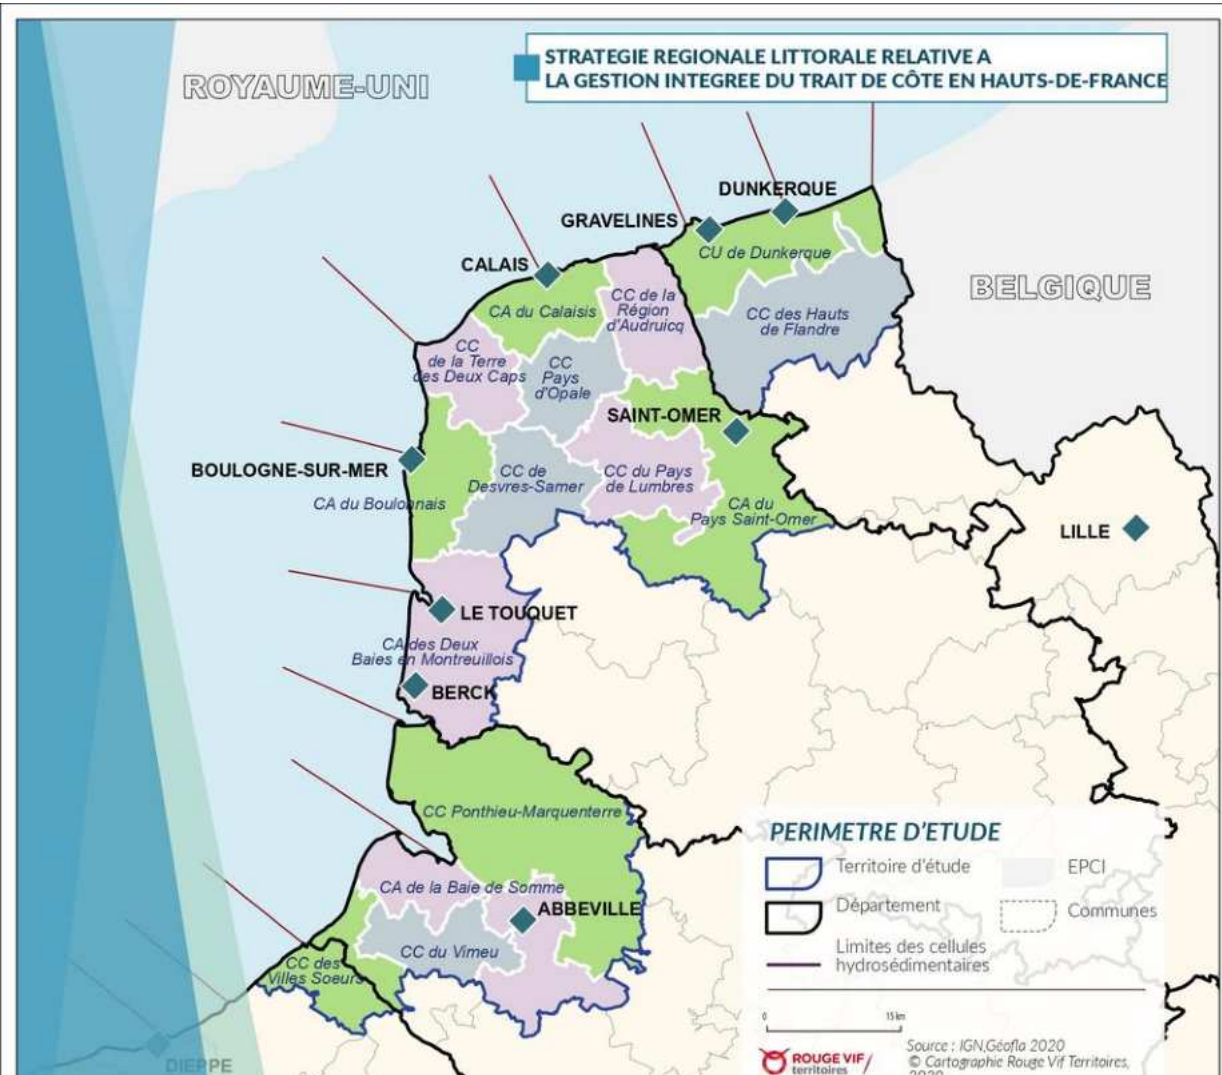 STRATEGIE REGIONALE LITTORALE RELATIVE A
LA GESTION INTEGREE DU TRAIT DE CÔTE EN HAUTS-DE-FRANCE
ROYAUME-UNI
DUNKERQUE
GRAVELINES
CU de Dunkerque
CALAIS
BELGIQUE
CC de la
Région
d'Audruicq
CA du Calaisis
CC des Hauts
de Flandre
CC
de la Terre
des Deux Caps
CC
Pays
d'Opale
SAINT-OMER
BOULOGNE-SUR-MER
CC de
Desvres-Samer
CC du Pays
de Lumbres
CA du Boulonnais
CA du
Pays Saint-Omer
LILLE
LE TOUQUET
CA des Deux
Baies en Montreuillois
BERCK
CC Ponthieu-Marquenterre
PERIMETRE D'ETUDE
Territoire d'étude
EPCI
Département
Communes
Limites des cellules
hydrosédimentaires
CA de la Baie de Somme
ABBEVILLE
CC du Vimeu
CC des
Villes Soeurs
0 15 km
DIEPPE
ROUGE VIF
territoires
Source : IGN,Géofla 2020
© Cartographie Rouge Vif Territoires,
2020